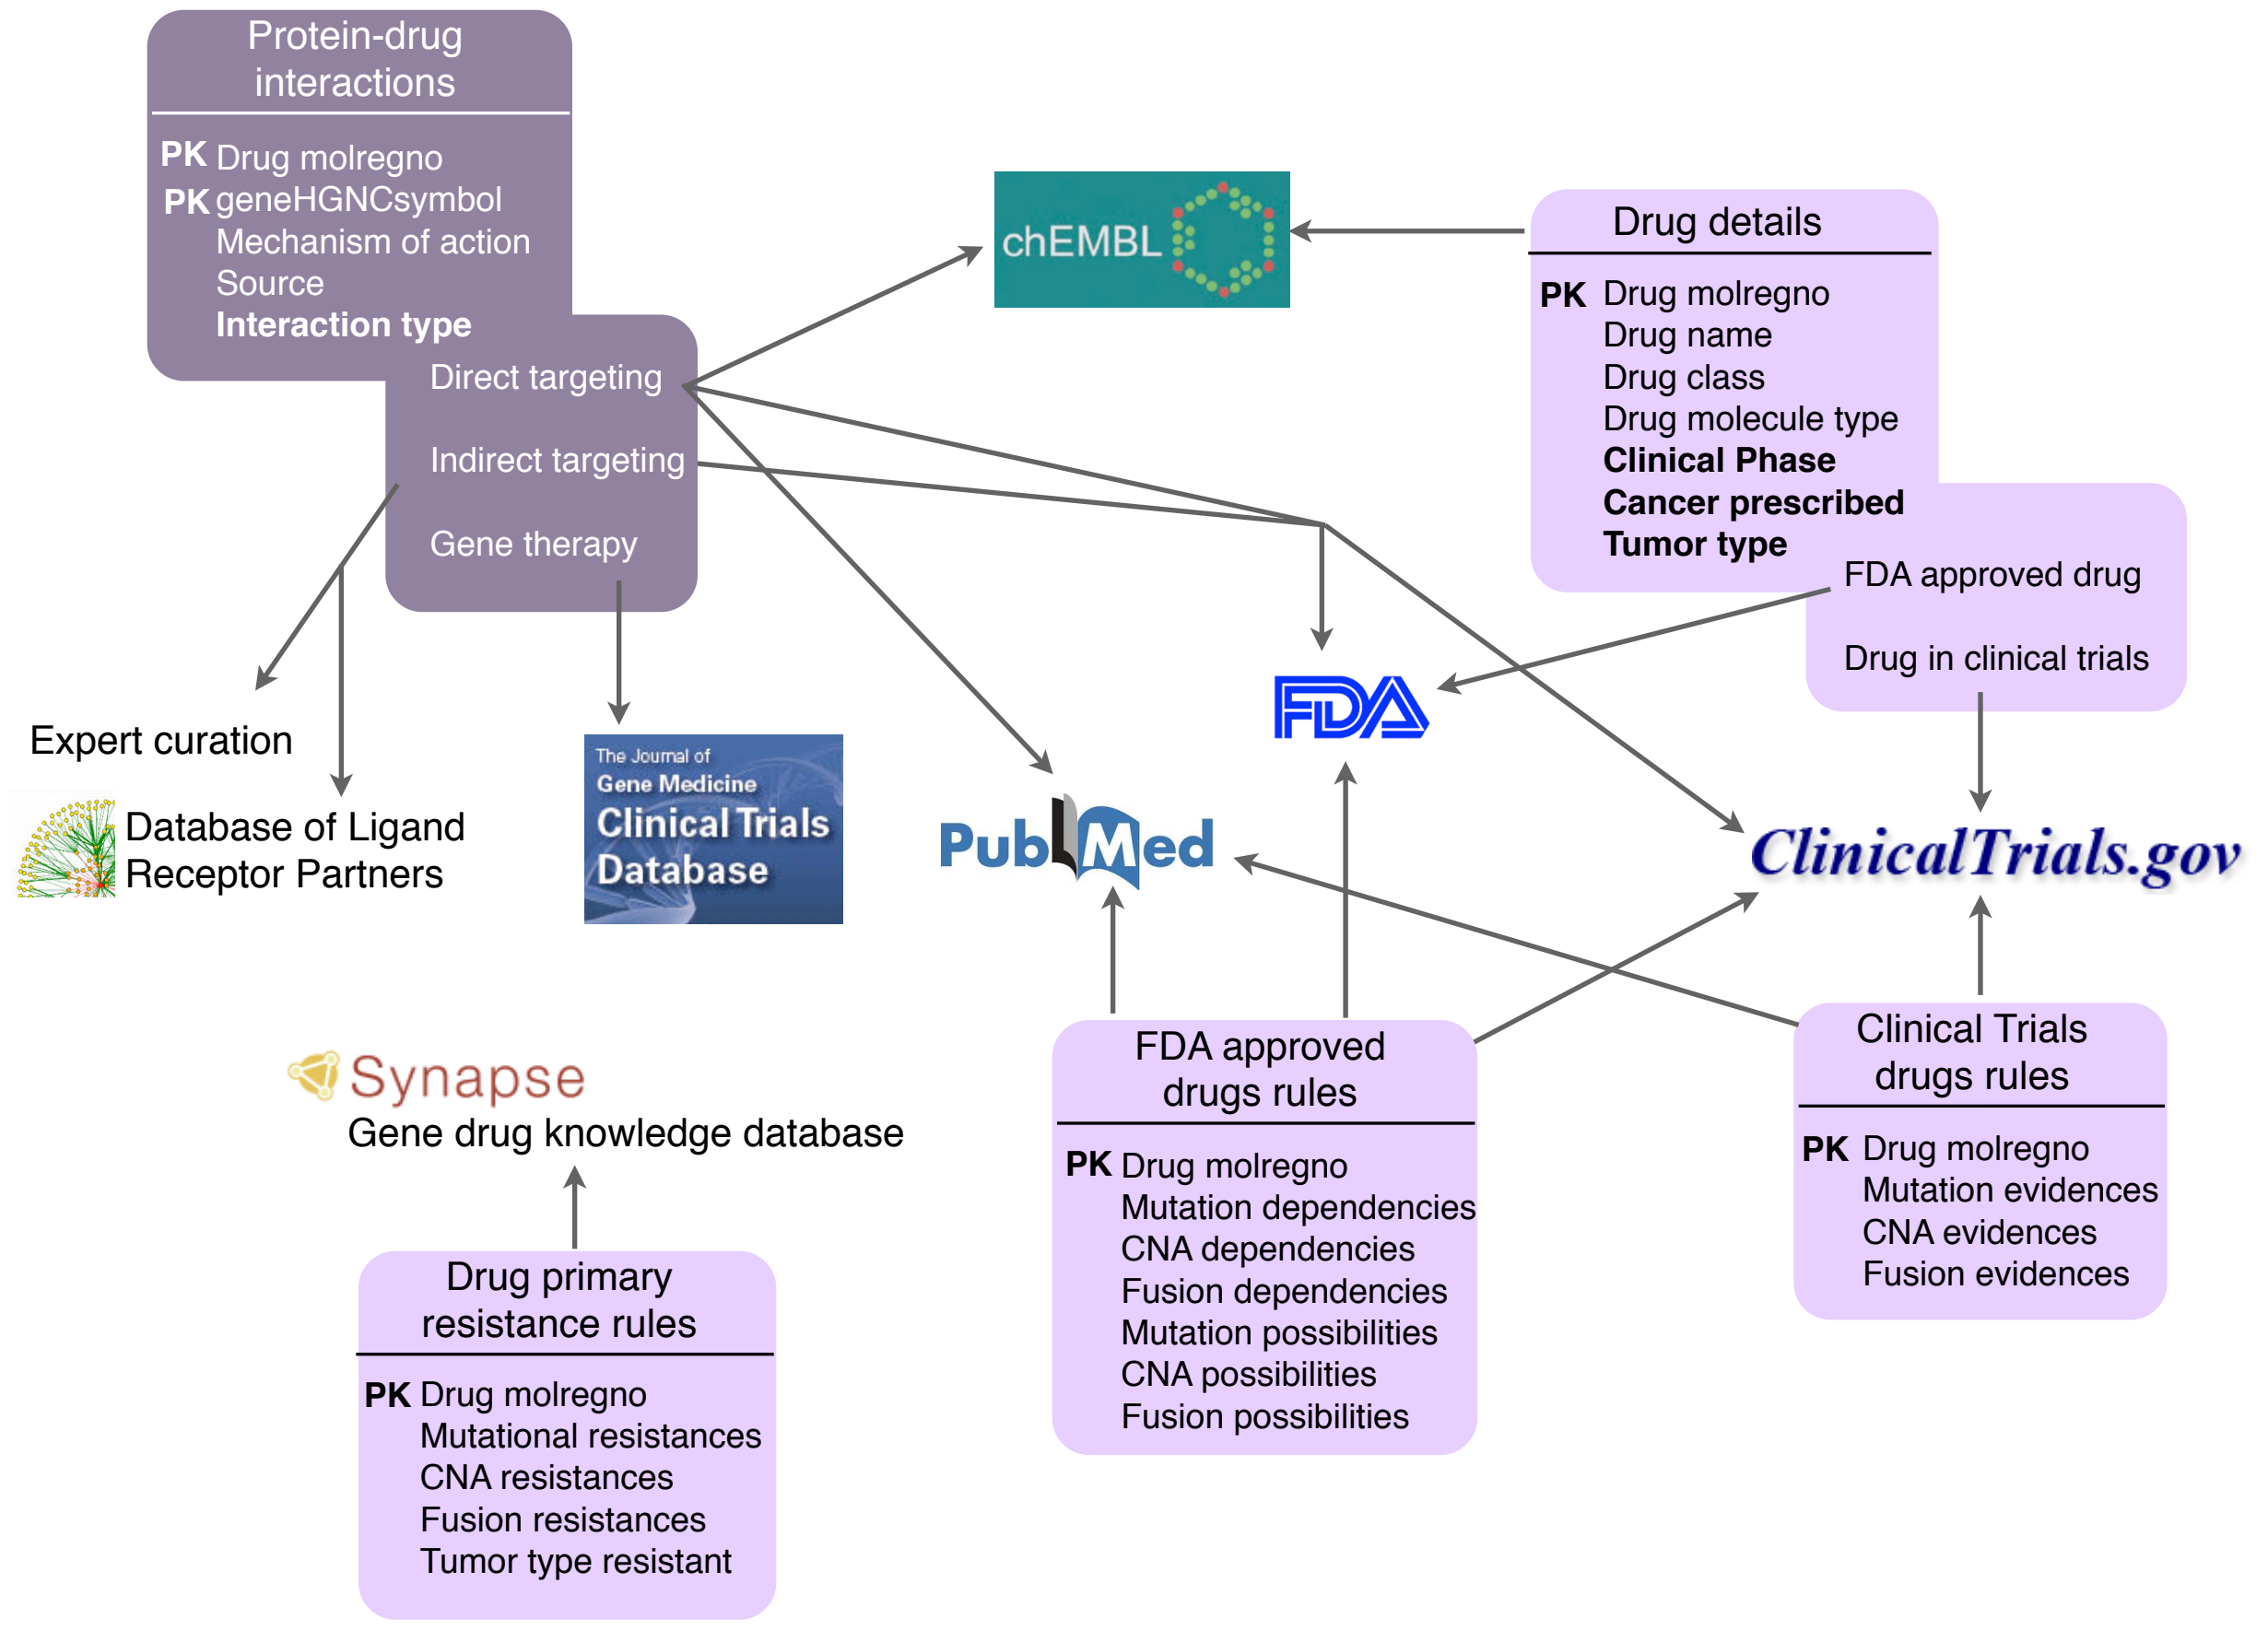 Protein-drug
interactions
PK Drug molregno
PK geneHGNCsymbol
Mechanism of action
Source
Interaction type
Direct targeting
Indirect targeting
Gene therapy
chEMBL
Drug details
PK Drug molregno
Drug name
Drug class
Drug molecule type
Clinical Phase
Cancer prescribed
Tumor type
FDA approved drug
Drug in clinical trials
Expert curation
Database of Ligand
Receptor Partners
The Journal of
Gene Medicine
Clinical Trials
Database
FDA
PubMed
ClinicalTrials.gov
Synapse
Gene drug knowledge database
Drug primary
resistance rules
PK Drug molregno
Mutational resistances
CNA resistances
Fusion resistances
Tumor type resistant
FDA approved
drugs rules
PK Drug molregno
Mutation dependencies
CNA dependencies
Fusion dependencies
Mutation possibilities
CNA possibilities
Fusion possibilities
Clinical Trials
drugs rules
PK Drug molregno
Mutation evidences
CNA evidences
Fusion evidences